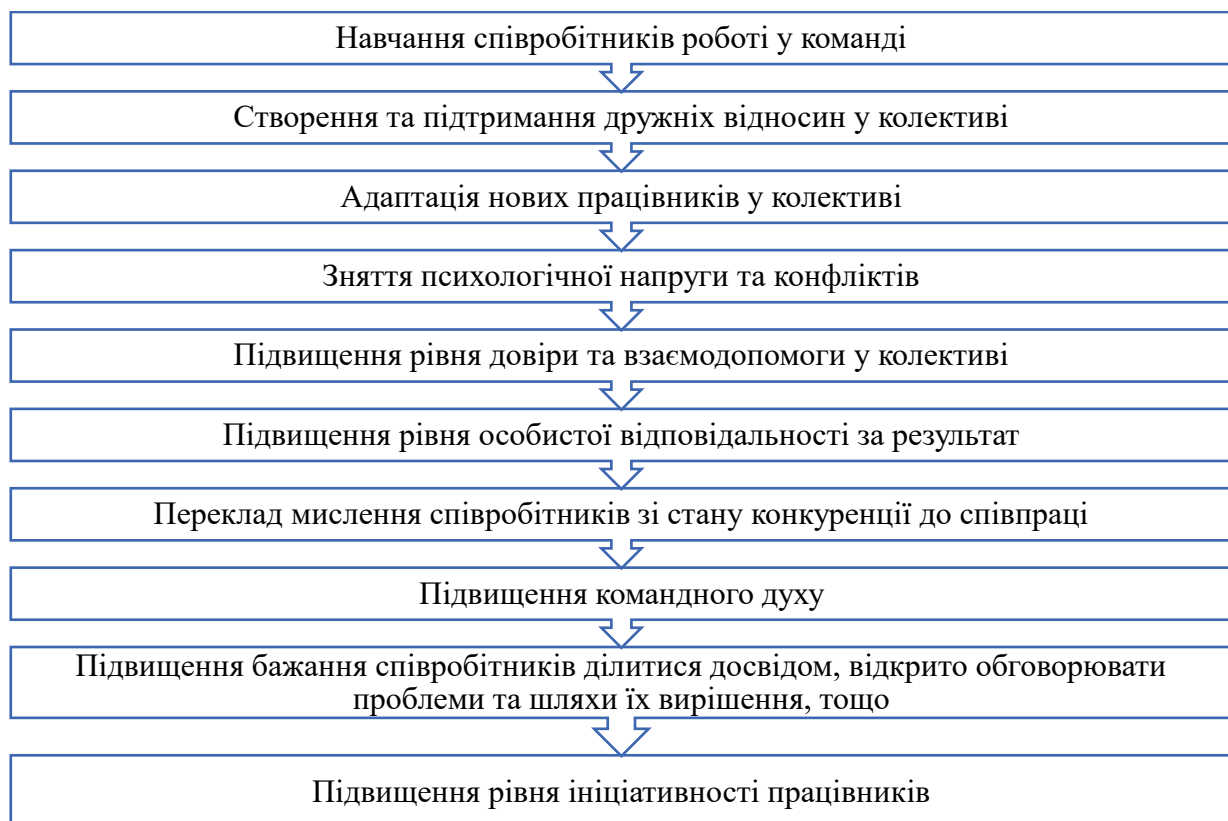 Навчання співробітників роботі у команді
Створення та підтримання дружніх відносин у колективі
Адаптація нових працівників у колективі
Зняття психологічної напруги та конфліктів
Підвищення рівня довіри та взаємодопомоги у колективі
Підвищення рівня особистої відповідальності за результат
Переклад мислення співробітників зі стану конкуренції до співпраці
Підвищення командного духу
Підвищення бажання співробітників ділитися досвідом, відкрито обговорювати
проблеми та шляхи їх вирішення, тощо
Підвищення рівня ініціативності працівників